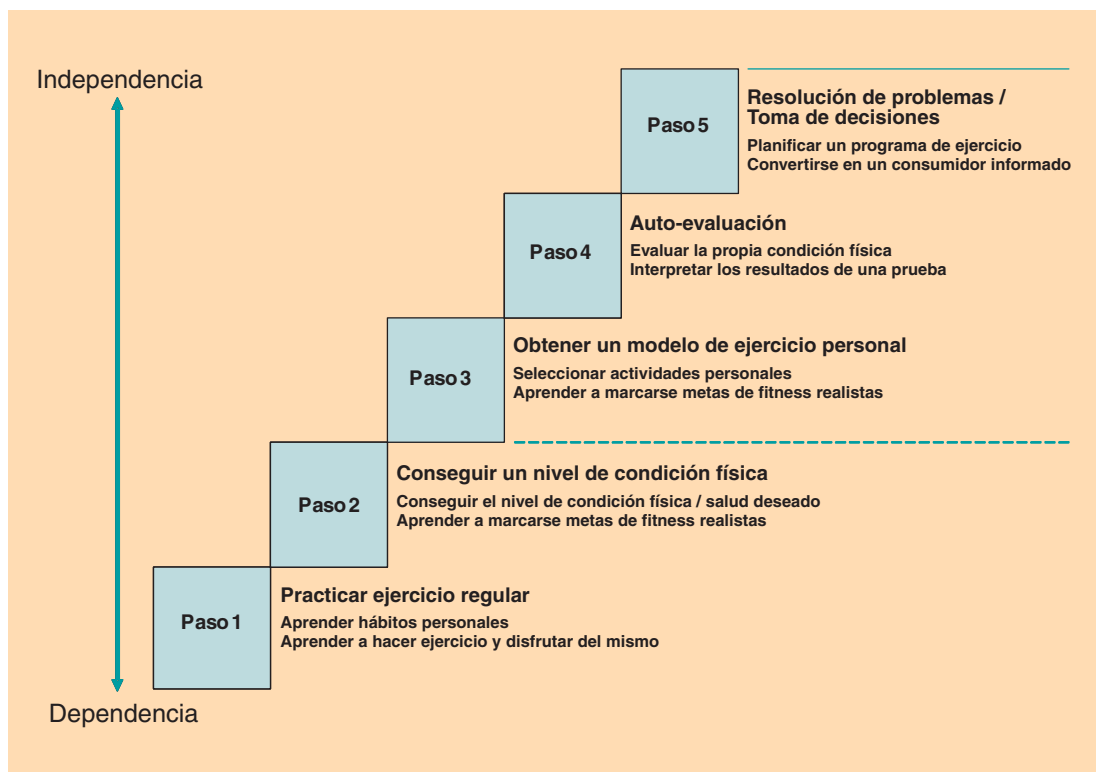 Independencia
Paso 5
Resolución de problemas /
Toma de decisiones
Planificar un programa de ejercicio
Convertirse en un consumidor informado
Paso 4
Auto-evaluación
Evaluar la propia condición física
Interpretar los resultados de una prueba
Paso 3
Obtener un modelo de ejercicio personal
Seleccionar actividades personales
Aprender a marcarse metas de fitness realistas
Paso 2
Conseguir un nivel de condición física
Conseguir el nivel de condición física / salud deseado
Aprender a marcarse metas de fitness realistas
Paso 1
Practicar ejercicio regular
Aprender hábitos personales
Aprender a hacer ejercicio y disfrutar del mismo
Dependencia